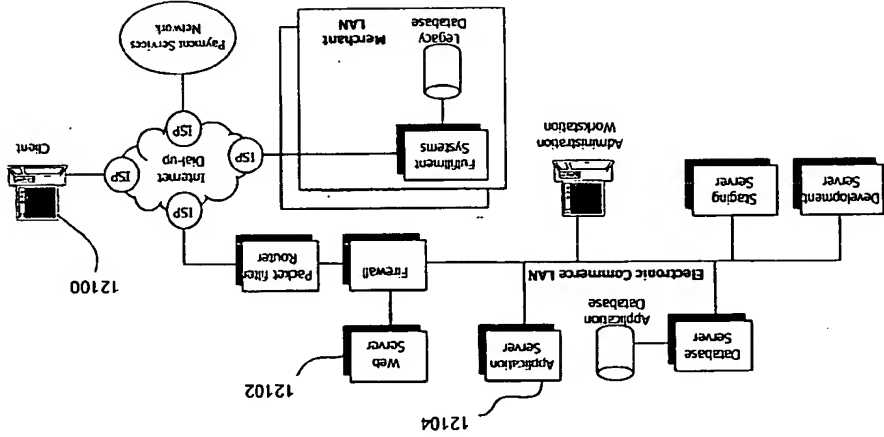 12104
12102
Web
Server
Application
Server
Database
Server
Application
Database
12100
Packet filter
Router
Firewall
Electronic Commerce LAN
Client
ISP
ISP
ISP
ISP
Internet
Dial-up
Administration
Workstation
Staging
Server
Development
Server
Fulfillment
Systems
Payment Services
Network
Legacy
Database
Merchant
LAN